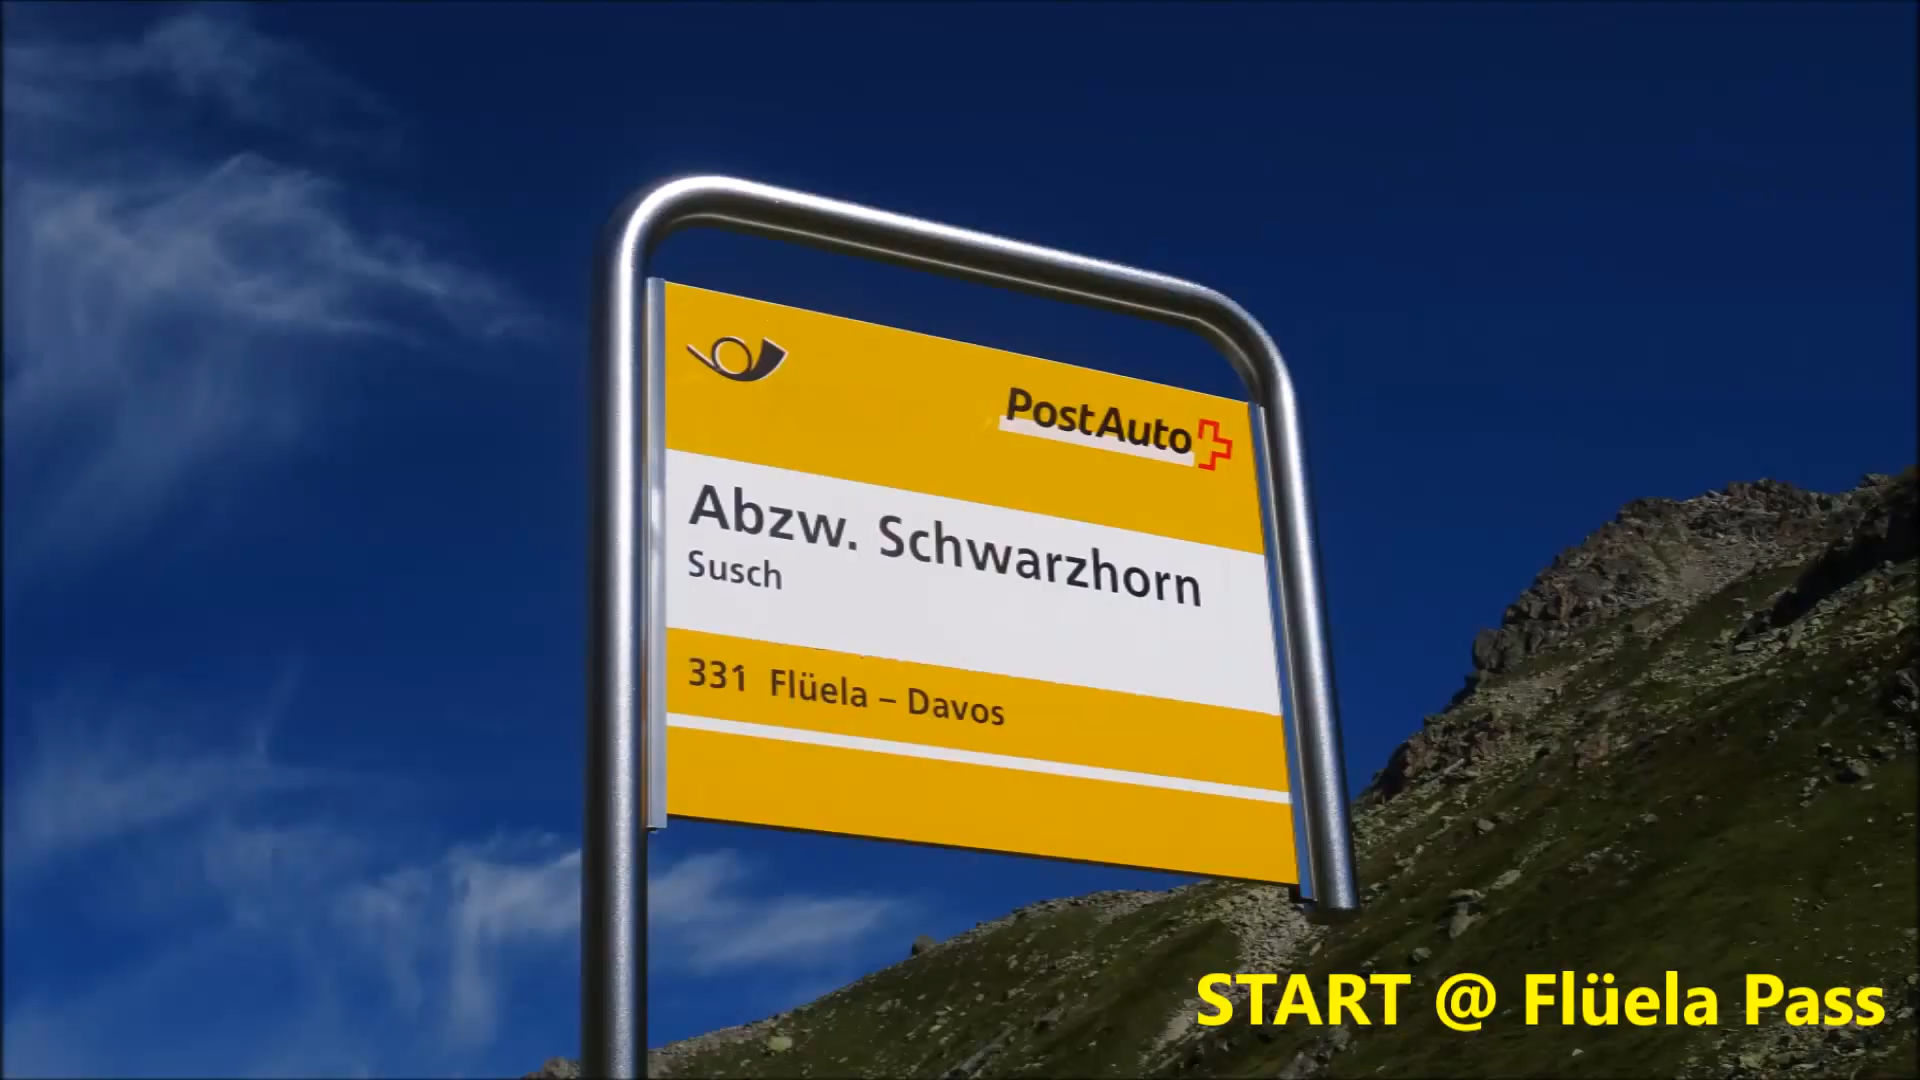 PostAuto
Abzw. Schwarzhorn
Susch
331 Flüela – Davos
START @ Flüela Pass